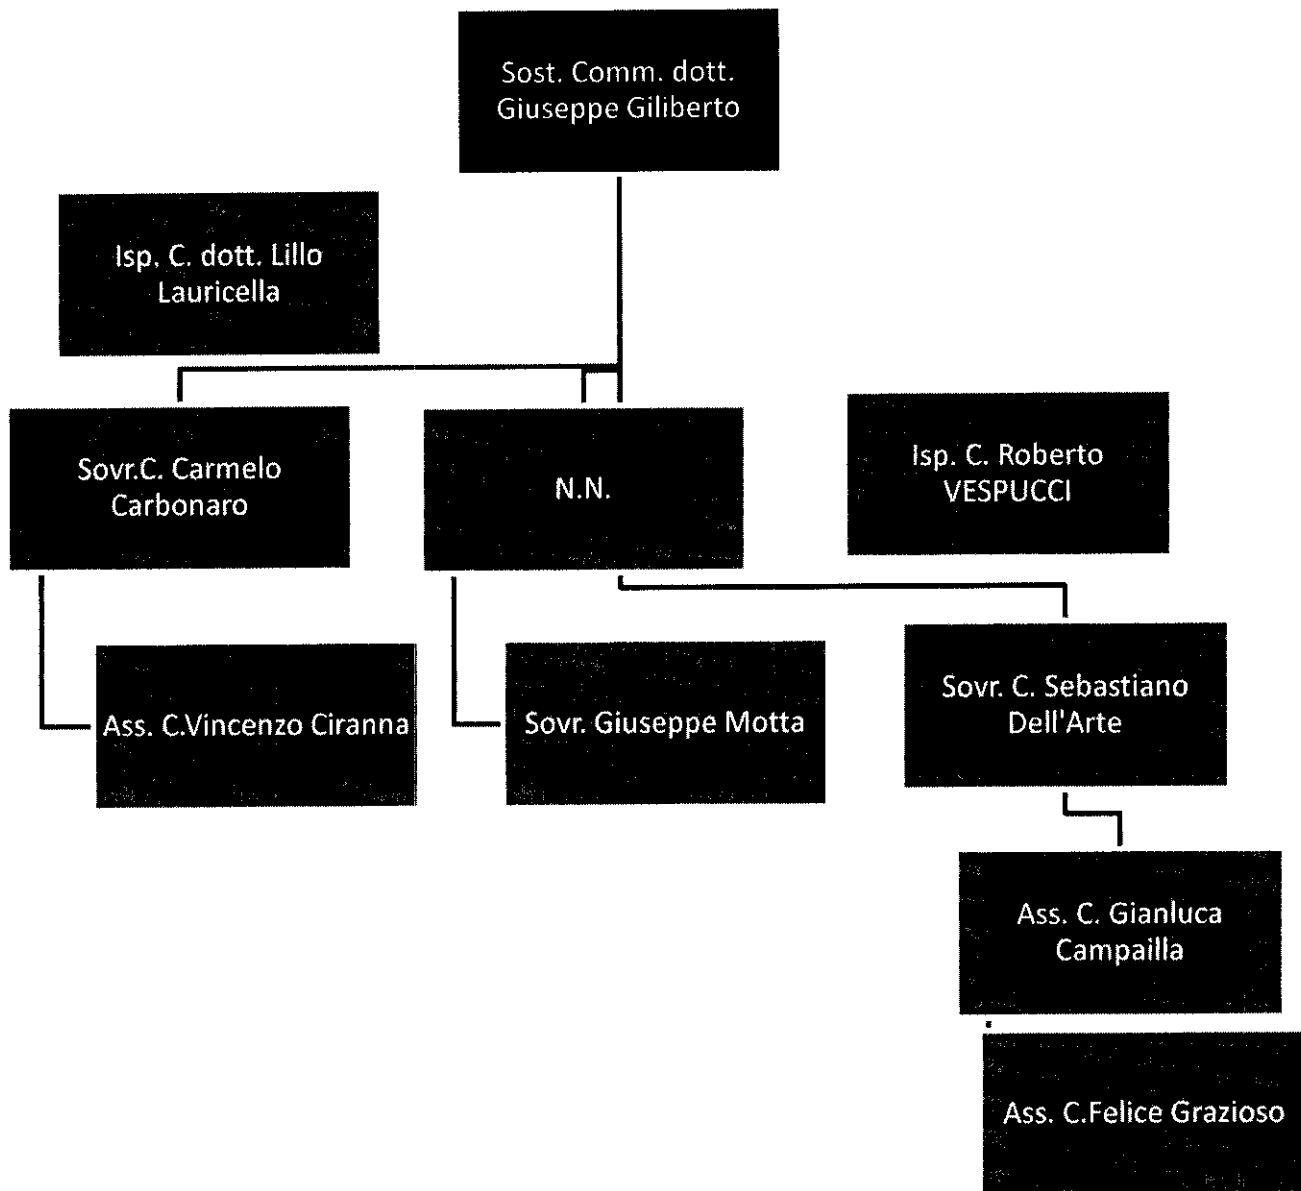 Sost. Comm. dott.
Giuseppe Giliberto
Isp. C. dott. Lillo
Lauricella
Sovr.C. Carmelo
Carbonaro
N.N.
Isp. C. Roberto
VESPUCCI
Ass. C.Vincenzo Ciranna
Sovr. Giuseppe Motta
Sovr. C. Sebastiano
Dell'Arte
Ass. C. Gianluca
Campailla
Ass. C.Felice Grazioso